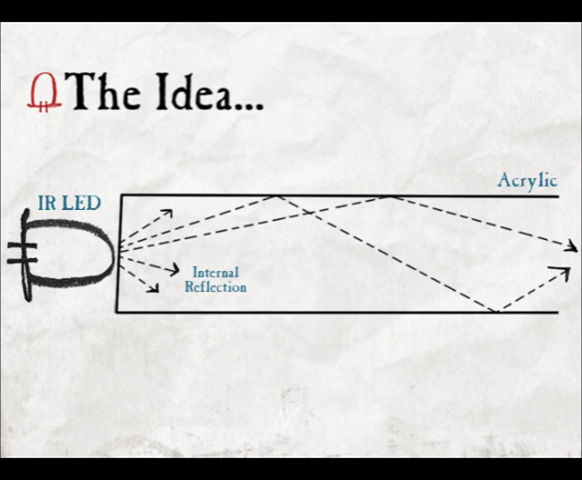 The Idea...
Acrylic
IR LED
Internal
Reflection